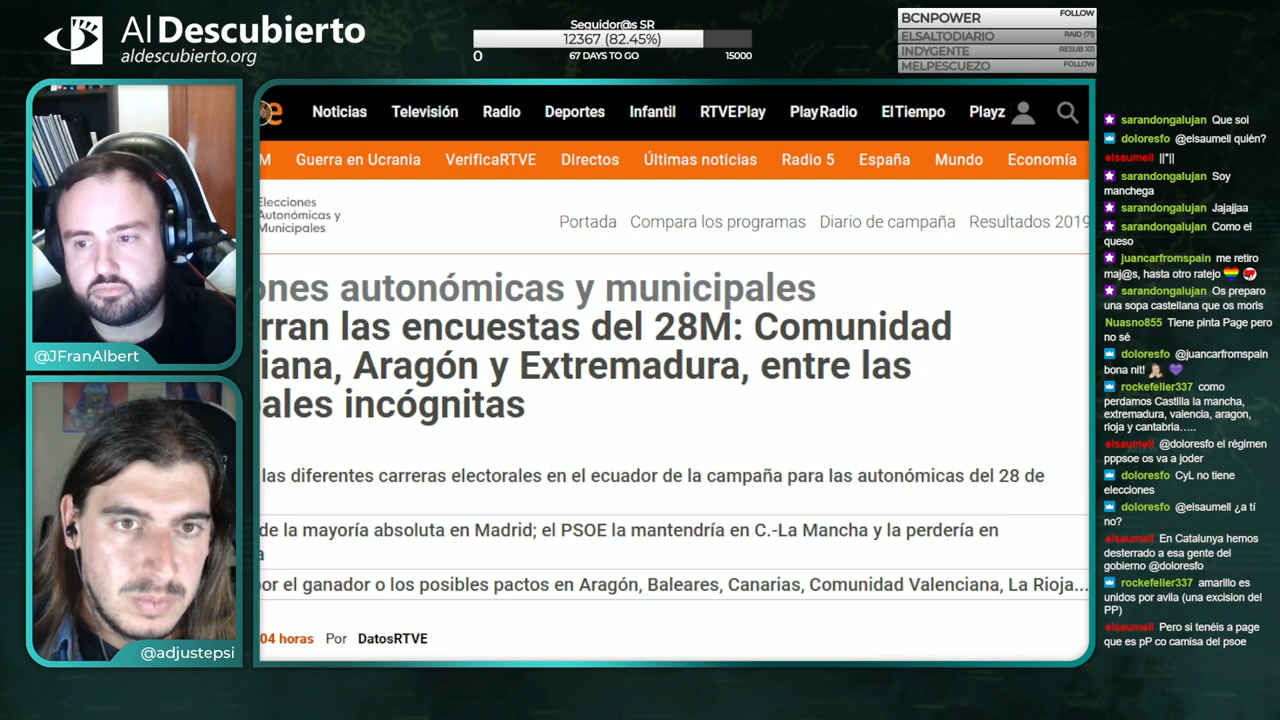 Al Descubierto
aldescubierto.org
Seguidor@s SR
12367 (82.45%)
0
67 DAYS TO GO
15000
BCNPOWER FOLLOW
ELSALTODIARIO RAID (71)
INDYGENTE RESUB X11
MELPESCUEZO FOLLOW
@JFranAlbert
@adjustepsi
e
Noticias Televisión Radio Deportes Infantil RTVEPlay PlayRadio ElTiempo Playz
M Guerra en Ucrania VerificaRTVE Directos Últimas noticias Radio 5 España Mundo Economía
Elecciones
Autonómicas y
Municipales
Portada Compara los programas Diario de campaña Resultados 2019
ones autonómicas y municipales
rran las encuestas del 28M: Comunidad
iana, Aragón y Extremadura, entre las
ales incógnitas
las diferentes carreras electorales en el ecuador de la campaña para las autonómicas del 28 de
de la mayoría absoluta en Madrid; el PSOE la mantendría en C.-La Mancha y la perdería en
a
por el ganador o los posibles pactos en Aragón, Baleares, Canarias, Comunidad Valenciana, La Rioja...
04 horas Por DatosRTVE
sarandongalujan Que soi
doloresfo @elsaumell quién?
elsaumell ||*||
sarandongalujan Soy
manchega
sarandongalujan Jajajjaa
sarandongalujan Como el
queso
juancarfromspain me retiro
maj@s, hasta otro ratejo
sarandongalujan Os preparo
una sopa castellana que os moris
Nuasno855 Tiene pinta Page pero
no sé
doloresfo @juancarfromspain
bona nit!
rockefeller337 como
perdamos Castilla la mancha,
extremadura, valencia, aragon,
rioja y cantabria…..
elsaumell @doloresfo el régimen
pppsoe os va a joder
doloresfo CyL no tiene
elecciones
doloresfo @elsaumell ¿a tí
no?
elsaumell En Catalunya hemos
desterrado a esa gente del
gobierno @doloresfo
rockefeller337 amarillo es
unidos por avila (una excision del
PP)
elsaumell Pero si tenéis a page
que es pP co camisa del psoe